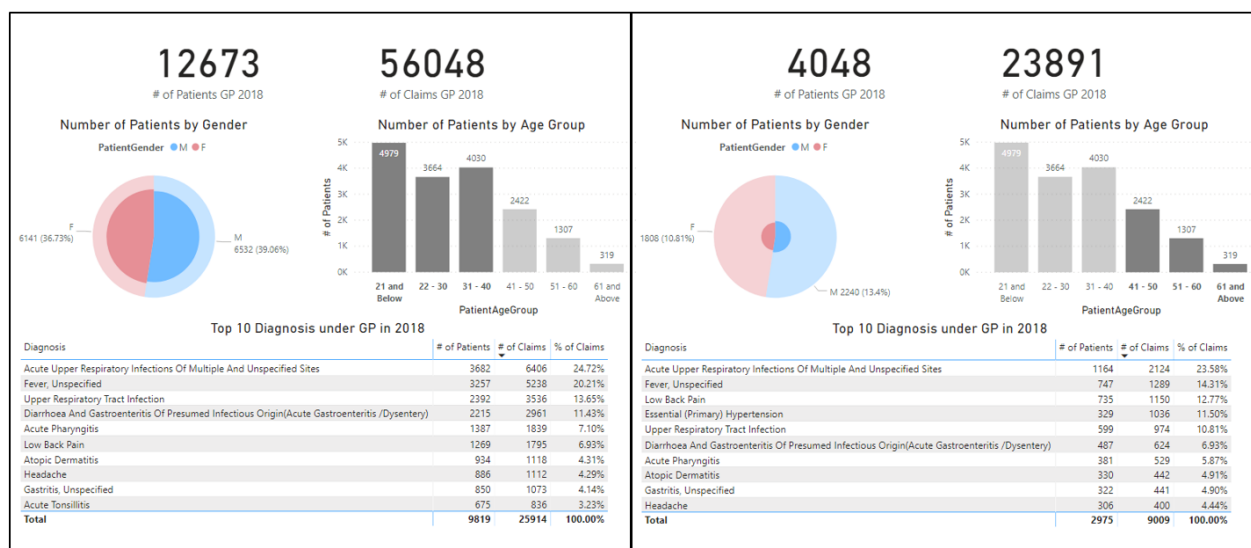 12673
# of Patients GP 2018
56048
# of Claims GP 2018
Number of Patients by Gender
PatientGender M F
F
6141 (36.73%)
M
6532 (39.06%)
Number of Patients by Age Group
# of Patients
5K
4K
3K
2K
1K
0K
4979
3664
4030
2422
1307
319
21 and Below
22 - 30
31 - 40
41 - 50
51 - 60
61 and Above
PatientAgeGroup
Top 10 Diagnosis under GP in 2018
Diagnosis # of Patients # of Claims % of Claims
Acute Upper Respiratory Infections Of Multiple And Unspecified Sites 3682 6406 24.72%
Fever, Unspecified 3257 5238 20.21%
Upper Respiratory Tract Infection 2392 3536 13.65%
Diarrhoea And Gastroenteritis Of Presumed Infectious Origin(Acute Gastroenteritis /Dysentery) 2215 2961 11.43%
Acute Pharyngitis 1387 1839 7.10%
Low Back Pain 1269 1795 6.93%
Atopic Dermatitis 934 1118 4.31%
Headache 886 1112 4.29%
Gastritis, Unspecified 850 1073 4.14%
Acute Tonsillitis 675 836 3.23%
Total 9819 25914 100.00%
4048
# of Patients GP 2018
23891
# of Claims GP 2018
Number of Patients by Gender
PatientGender M F
F
1808 (10.81%)
M 2240 (13.4%)
Number of Patients by Age Group
# of Patients
5K
4K
3K
2K
1K
0K
4979
3664
4030
2422
1307
319
21 and Below
22 - 30
31 - 40
41 - 50
51 - 60
61 and Above
PatientAgeGroup
Top 10 Diagnosis under GP in 2018
Diagnosis # of Patients # of Claims % of Claims
Acute Upper Respiratory Infections Of Multiple And Unspecified Sites 1164 2124 23.58%
Fever, Unspecified 747 1289 14.31%
Low Back Pain 735 1150 12.77%
Essential (Primary) Hypertension 329 1036 11.50%
Upper Respiratory Tract Infection 599 974 10.81%
Diarrhoea And Gastroenteritis Of Presumed Infectious Origin(Acute Gastroenteritis /Dysentery) 487 624 6.93%
Acute Pharyngitis 381 529 5.87%
Atopic Dermatitis 330 442 4.91%
Gastritis, Unspecified 322 441 4.90%
Headache 306 400 4.44%
Total 2975 9009 100.00%